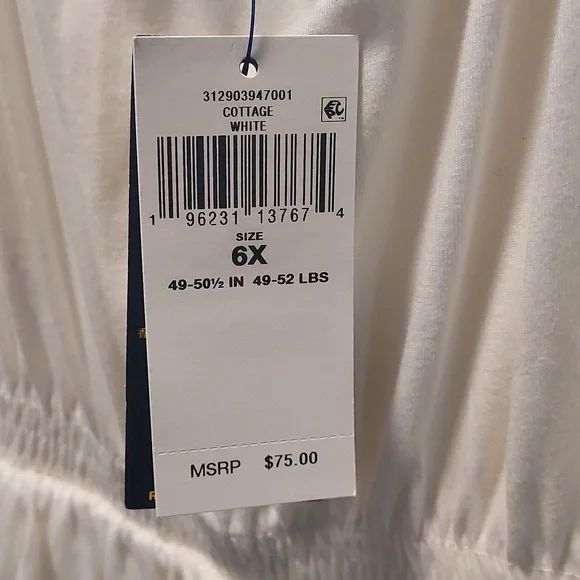 312903947001
COTTAGE
WHITE
1 96231 13767 4
SIZE
6X
49-50½ IN 49-52 LBS
MSRP $75.00
R